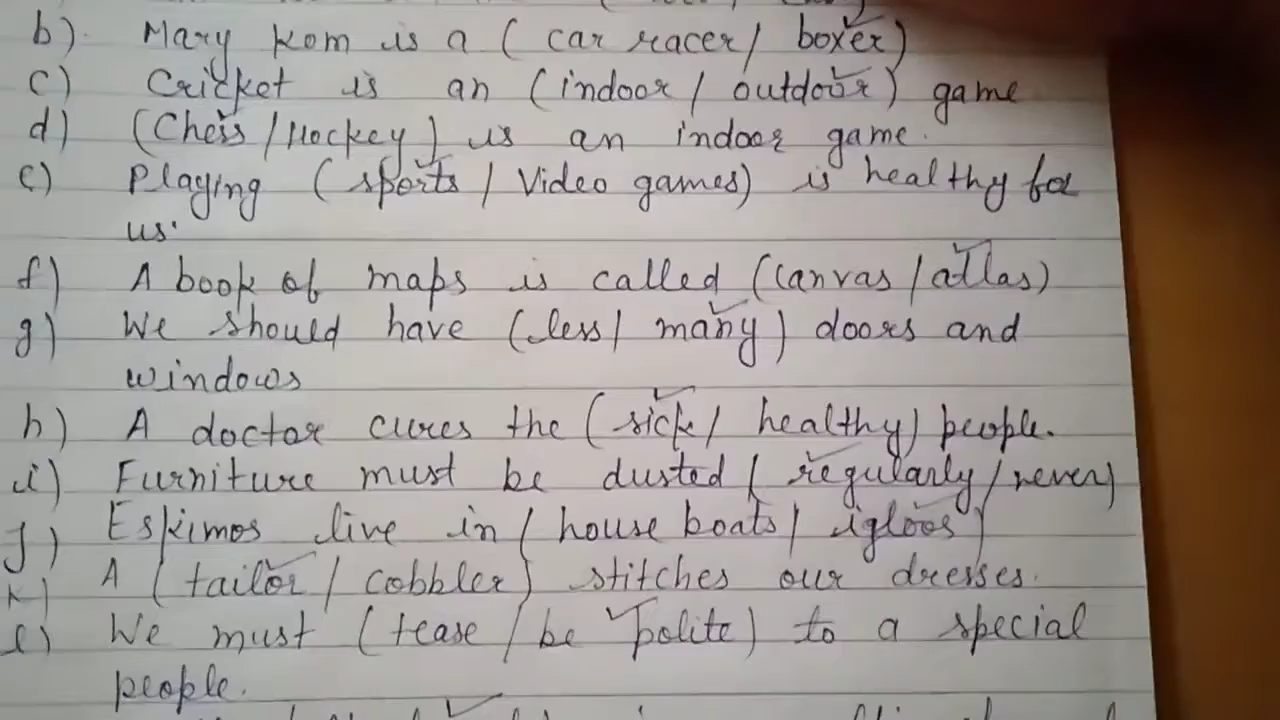 b). Mary Kom is a ( car racer / boxer)
c) Cricket is an (indoor / outdoor) game
d) (Chess / Hockey) is an indoor game.
e) Playing (sports / Video games) is healthy for
us.
f) A book of maps is called (canvas / atlas)
g) We should have (less / many) doors and
windows
h) A doctor cures the (sick / healthy) people.
i) Furniture must be dusted ( regularly / never)
j) Eskimos live in ( house boats / igloos )
k) A ( tailor / cobbler) stitches our dresses.
l) We must (tease / be polite) to a special
people.